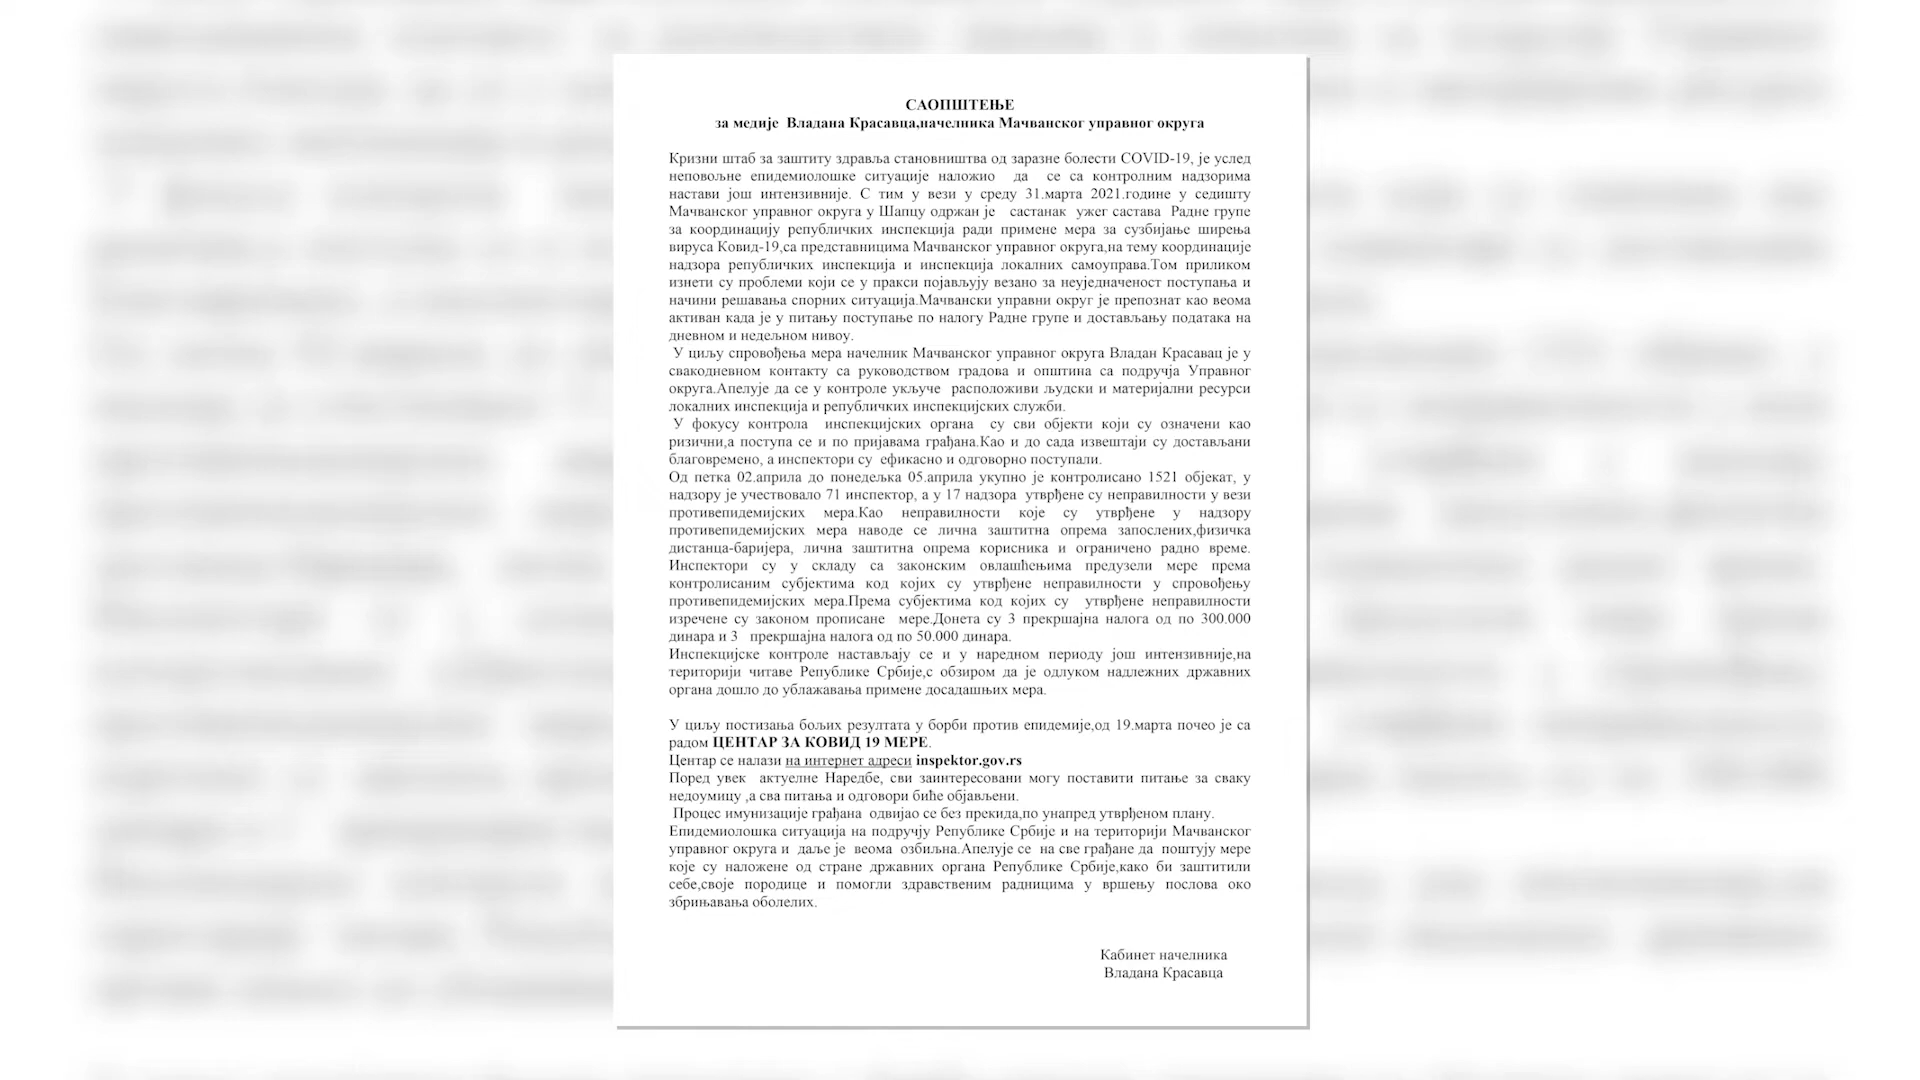 САОПШТЕЊЕ
за медије  Владана Красавца,начелника Мачванског управног округа
Кризни штаб за заштиту здравља становништва од заразне болести COVID-19, је услед
неповољне епидемиолошке ситуације наложио  да  се са контролним надзорима
настави још интензивније. С тим у вези у среду 31.марта 2021.године у седишту
Мачванског управног округа у Шапцу одржан је  састанак  ужег састава  Радне групе
за координацију републичких инспекција ради примене мера за сузбијање ширења
вируса Ковид-19,са представницима Мачванског управног округа,на тему координације
надзора републичких инспекција и инспекција локалних самоуправа.Том приликом
изнети су проблеми који се у пракси појављују везано за неуједначеност поступања и
начини решавања спорних ситуација.Мачвански управни округ је препознат као веома
активан када је у питању поступање по налогу Радне групе и достављању података на
дневном и недељном нивоу.
У циљу спровођења мера начелник Мачванског управног округа Владан Красавац је у
свакодневном контакту са руководством градова и општина са подручја Управног
округа.Апелује да се у контроле укључе  расположиви људски и материјални ресурси
локалних инспекција и републичких инспекцијских служби.
У фокусу контрола  инспекцијских органа  су сви објекти који су означени као
ризични,а поступа се и по пријавама грађана.Као и до сада извештаји су достављани
благовремено, а инспектори су  ефикасно и одговорно поступали.
Од петка 02.априла до понедељка 05.априла укупно је контролисано 1521 објекат, у
надзору је учествовало 71 инспектор, а у 17 надзора  утврђене су неправилности у вези
противепидемијских мера.Као неправилности које су утврђене у надзору
противепидемијских мера наводе се лична заштитна опрема запослених,физичка
дистанца-баријера, лична заштитна опрема корисника и ограничено радно време.
Инспектори су у складу са законским овлашћењима предузели мере према
контролисаним субјектима код којих су утврђене неправилности у спровођењу
противепидемијских мера.Према субјектима код којих су  утврђене неправилности
изречене су законом прописане  мере.Донета су 3 прекршајна налога од по 300.000
динара и 3  прекршајна налога од по 50.000 динара.
Инспекцијске контроле настављају се и у наредном периоду још интензивније,на
територији читаве Републике Србије,с обзиром да је одлуком надлежних државних
органа дошло до ублажавања примене досадашњих мера.
У циљу постизања бољих резултата у борби против епидемије,од 19.марта почео је са
радом ЦЕНТАР ЗА КОВИД 19 МЕРЕ.
Центар се налази на интернет адреси inspektor.gov.rs
Поред увек  актуелне Наредбе, сви заинтересовани могу поставити питање за сваку
недоумицу ,а сва питања и одговори биће објављени.
Процес имунизације грађана  одвијао се без прекида,по унапред утврђеном плану.
Епидемиолошка ситуација на подручју Републике Србије и на територији Мачванског
управног округа и  даље је  веома  озбиљна.Апелује се  на све грађане да  поштују мере
које су наложене од стране државних органа Републике Србије,како би заштитили
себе,своје породице и помогли здравственим радницима у вршењу послова око
збрињавања оболелих.
Кабинет начелника
Владана Красавца